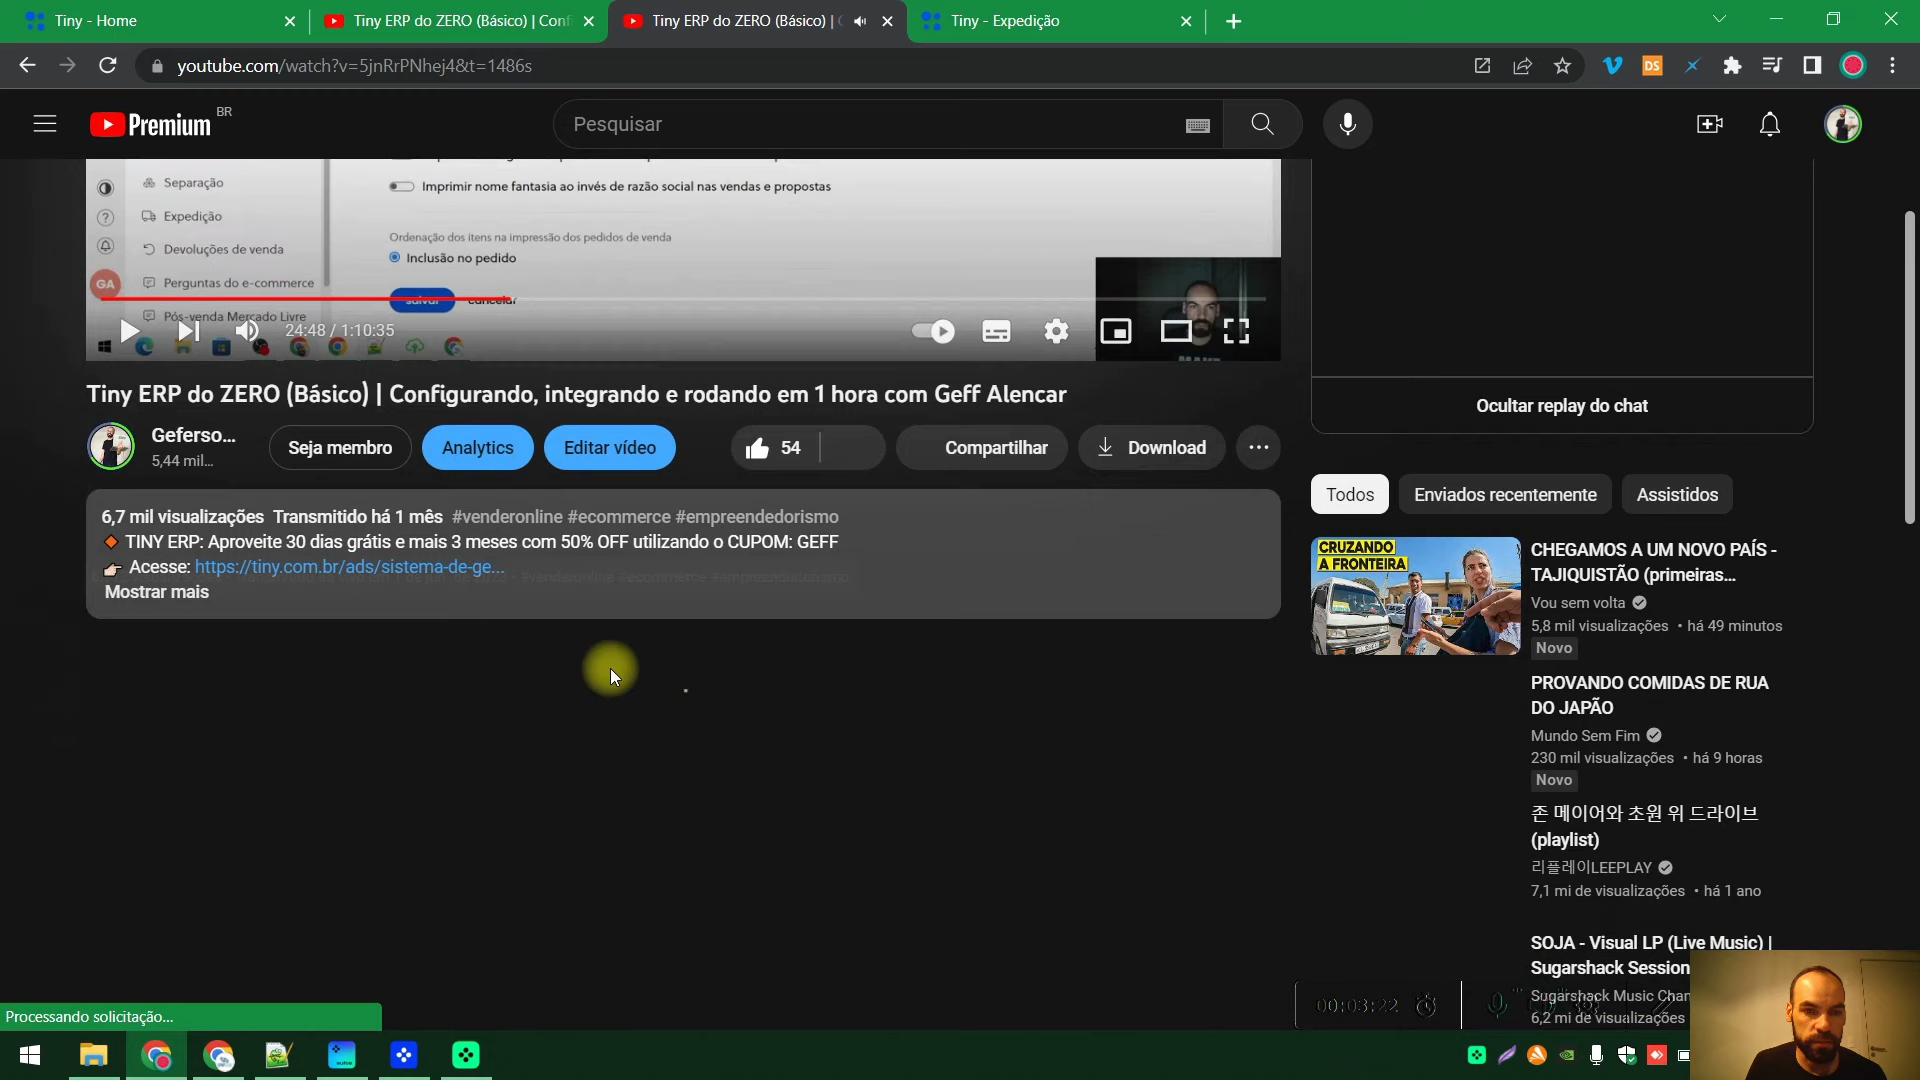 Tiny - Home
Tiny ERP do ZERO (Básico) | Conf
Tiny ERP do ZERO (Básico) |
Tiny - Expedição
youtube.com/watch?v=5jnRrPNhej4&t=1486s
Premium
BR
Pesquisar
Separação
Expedição
Devoluções de venda
Perguntas do e-commerce
Pós-venda Mercado Livre
GA
Imprimir nome fantasia ao invés de razão social nas vendas e propostas
Ordenação dos itens na impressão dos pedidos de venda
Inclusão no pedido
salvar
cancelar
24:48 / 1:10:35
Tiny ERP do ZERO (Básico) | Configurando, integrando e rodando em 1 hora com Geff Alencar
Geferso...
5,44 mil...
Seja membro
Analytics
Editar vídeo
54
Compartilhar
Download
6,7 mil visualizações Transmitido há 1 mês #venderonline #ecommerce #empreendedorismo
TINY ERP: Aproveite 30 dias grátis e mais 3 meses com 50% OFF utilizando o CUPOM: GEFF
Acesse: https://tiny.com.br/ads/sistema-de-ge...
Mostrar mais
Ocultar replay do chat
Todos
Enviados recentemente
Assistidos
CRUZANDO
A FRONTEIRA
CHEGAMOS A UM NOVO PAÍS -
TAJIQUISTÃO (primeiras...
Vou sem volta
5,8 mil visualizações • há 49 minutos
Novo
PROVANDO COMIDAS DE RUA
DO JAPÃO
Mundo Sem Fim
230 mil visualizações • há 9 horas
Novo
존 메이어와 초원 위 드라이브
(playlist)
리플레이LEEPLAY
7,1 mi de visualizações • há 1 ano
SOJA - Visual LP (Live Music) |
Sugarshack Session
Sugarshack Music Chan
6,2 mi de visualizações
00:03:22
Processando solicitação...
DS